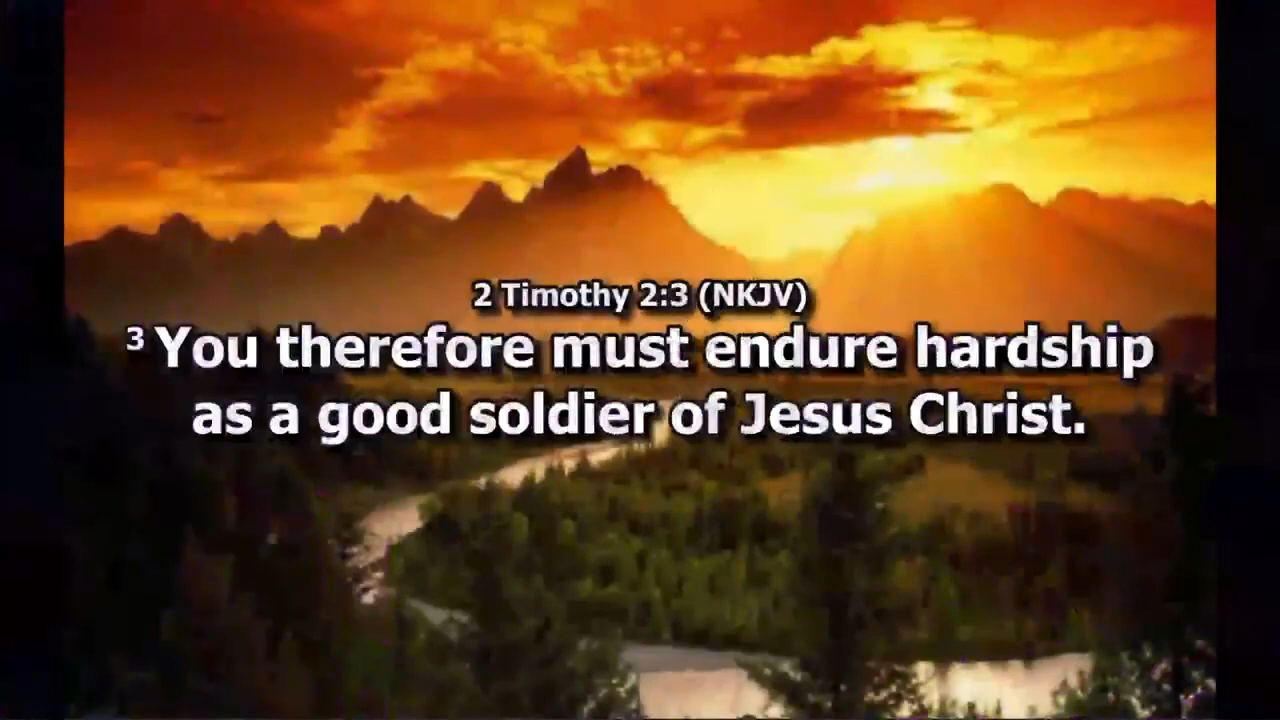 2 Timothy 2:3 (NKJV)
³ You therefore must endure hardship
as a good soldier of Jesus Christ.